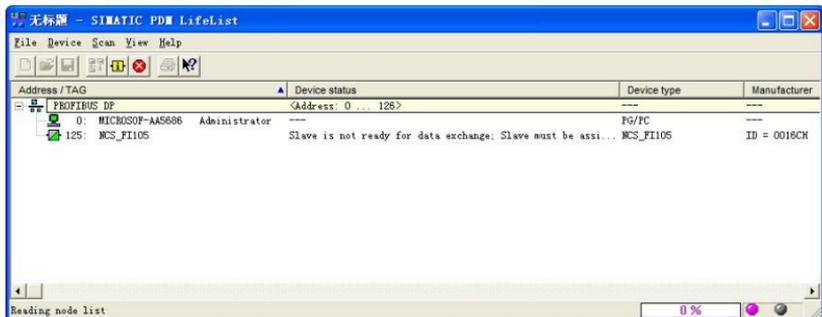 无标题 - SIMATIC PDM LifeList
File Device Scan View Help
Address / TAG Device status Device type Manufacturer
PROFIBUS DP <Address: 0 ... 126> --- ---
0: MICROSOF-AA5686 Administrator --- PG/PC ---
125: NCS_FI105 Slave is not ready for data exchange; Slave must be assi... NCS_FI105 ID = 0016CH
Reading node list 0 %